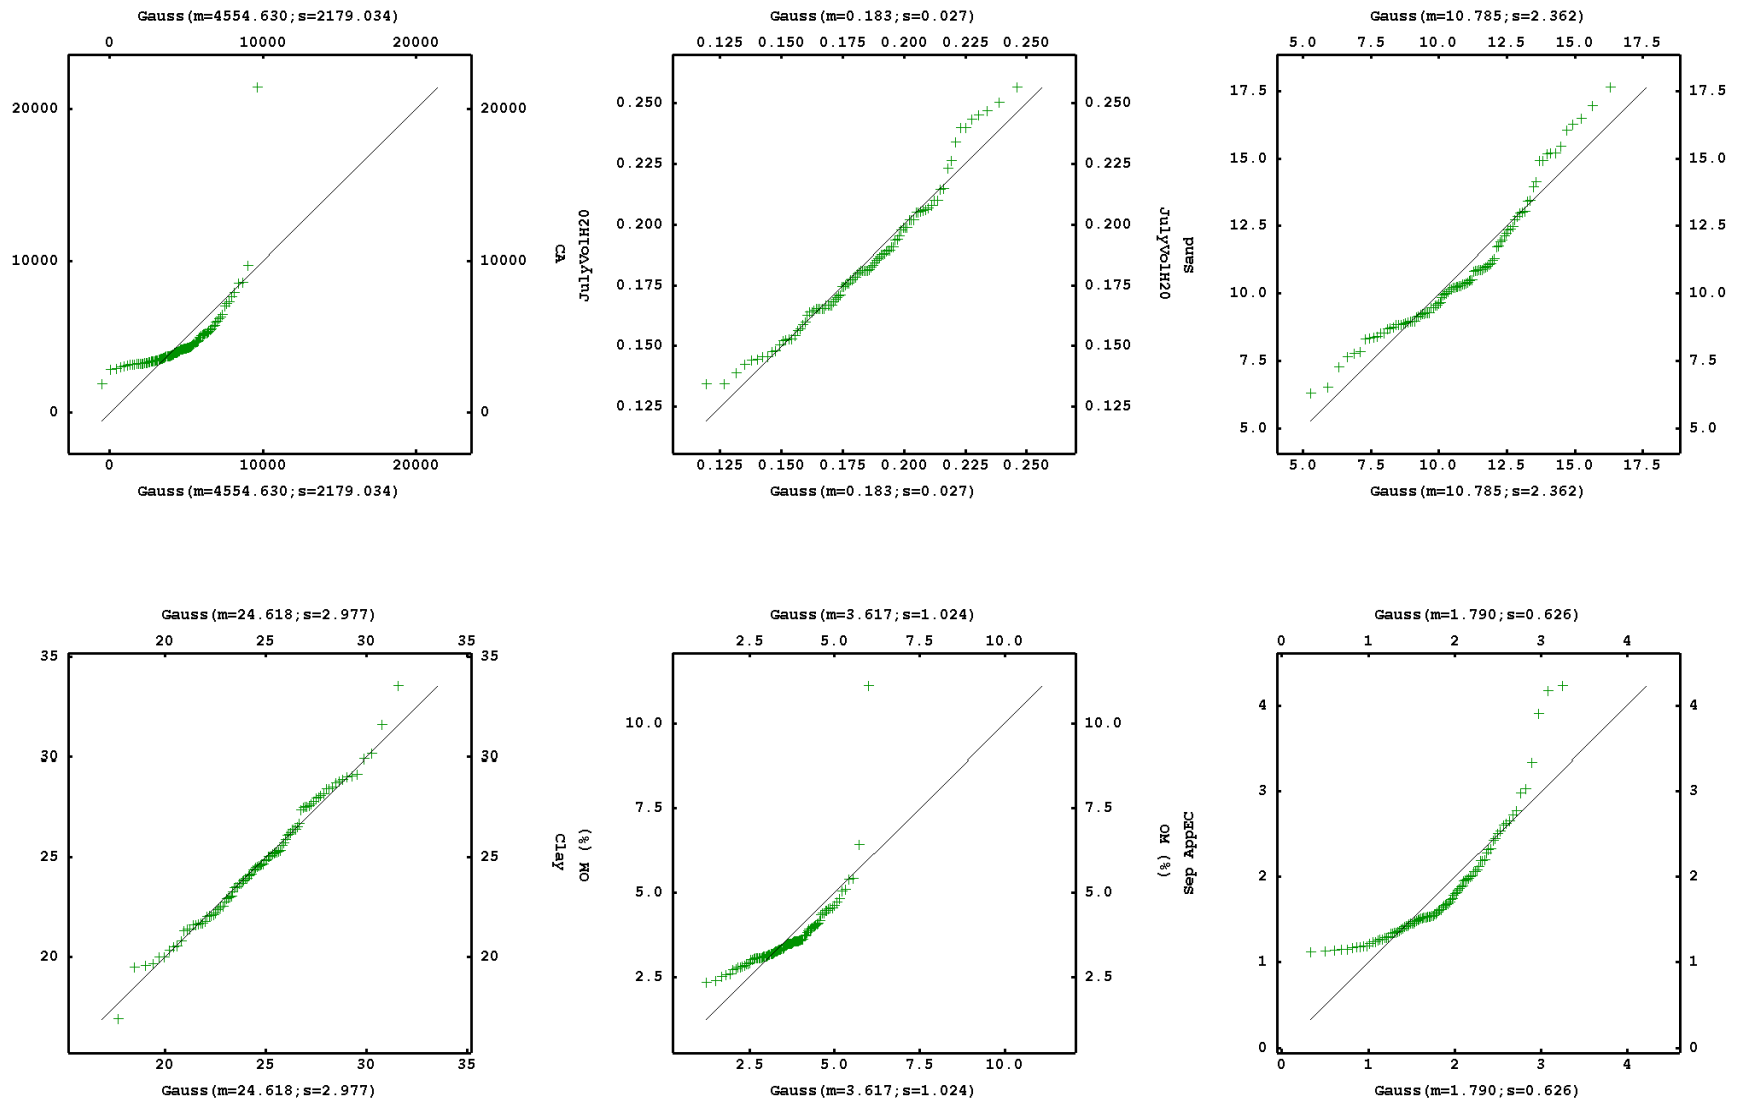 Gauss(m=4554.630;s=2179.034) Gauss(m=0.183;s=0.027) Gauss(m=10.785;s=2.362)
0 10000 20000 0.125 0.150 0.175 0.200 0.225 0.250 5.0 7.5 10.0 12.5 15.0 17.5
20000 20000 0.250 0.250 17.5 17.5
0.225 0.225 15.0 15.0
CA JulyVolH20 JulyVolH20 Sand
0.200 0.200 12.5 12.5
10000 10000 0.175 0.175 10.0 10.0
0.150 0.150 7.5 7.5
0 0 0.125 0.125 5.0 5.0
0 10000 20000 0.125 0.150 0.175 0.200 0.225 0.250 5.0 7.5 10.0 12.5 15.0 17.5
Gauss(m=4554.630;s=2179.034) Gauss(m=0.183;s=0.027) Gauss(m=10.785;s=2.362)
Gauss(m=24.618;s=2.977) Gauss(m=3.617;s=1.024) Gauss(m=1.790;s=0.626)
20 25 30 35 2.5 5.0 7.5 10.0 0 1 2 3 4
35 35
30 30 10.0 10.0 4 4
7.5 7.5 3 3
Clay OM (%) OM (%) Sep AppEC
25 25 5.0 5.0 2 2
20 20 2.5 2.5 1 1
0 0
20 25 30 35 2.5 5.0 7.5 10.0 0 1 2 3 4
Gauss(m=24.618;s=2.977) Gauss(m=3.617;s=1.024) Gauss(m=1.790;s=0.626)